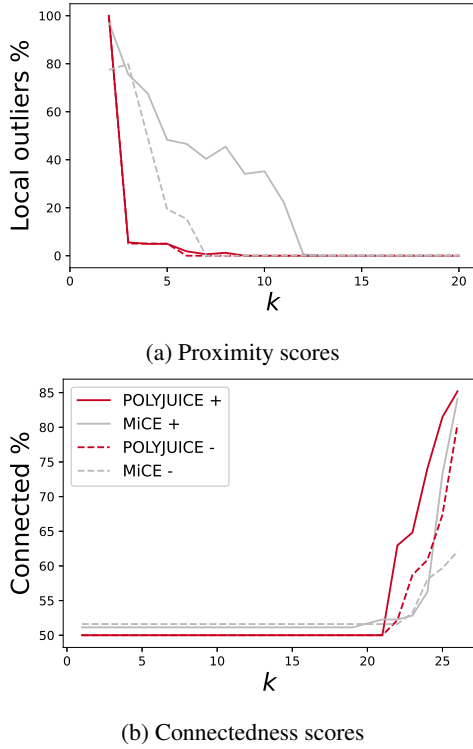 100
80
60
40
20
0
Local outliers %
0 5 10 15 20
k
(a) Proximity scores
85
80
75
70
65
60
55
50
Connected %
POLYJUICE +
MiCE +
POLYJUICE -
MiCE -
0 5 10 15 20 25
k
(b) Connectedness scores